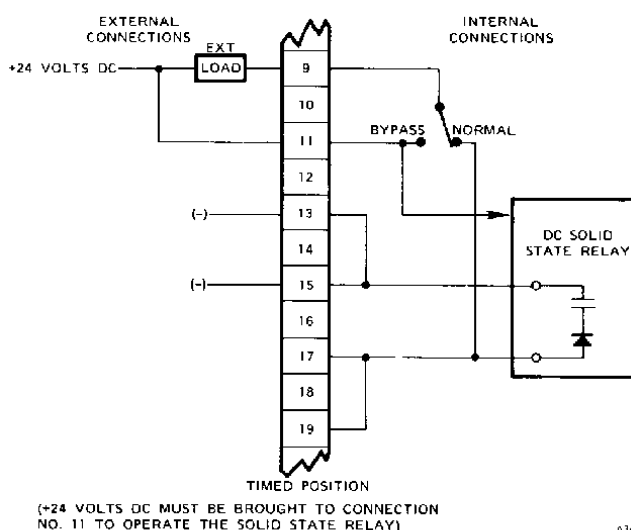 EXTERNAL
CONNECTIONS
INTERNAL
CONNECTIONS
EXT
+24 VOLTS DC
LOAD
9
10
BYPASS
NORMAL
11
12
(-)
13
DC SOLID
STATE RELAY
14
(-)
15
16
17
18
19
TIMED POSITION
(+24 VOLTS DC MUST BE BROUGHT TO CONNECTION
NO. 11 TO OPERATE THE SOLID STATE RELAY)